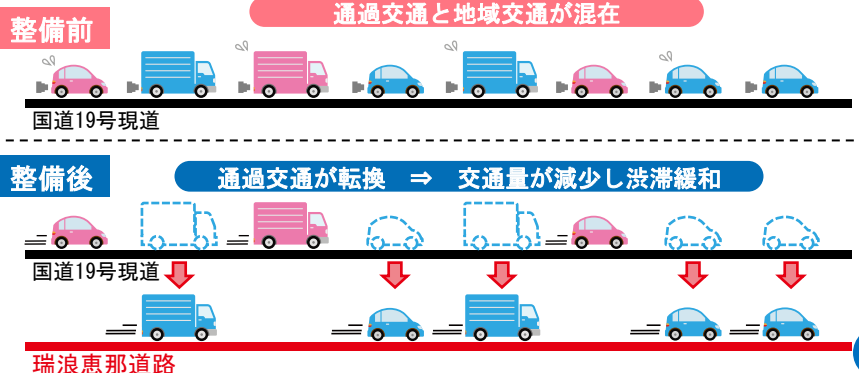 通過交通と地域交通が混在
整備前
国道19号現道
整備後
通過交通が転換 ⇒ 交通量が減少し渋滞緩和
国道19号現道
瑞浪恵那道路